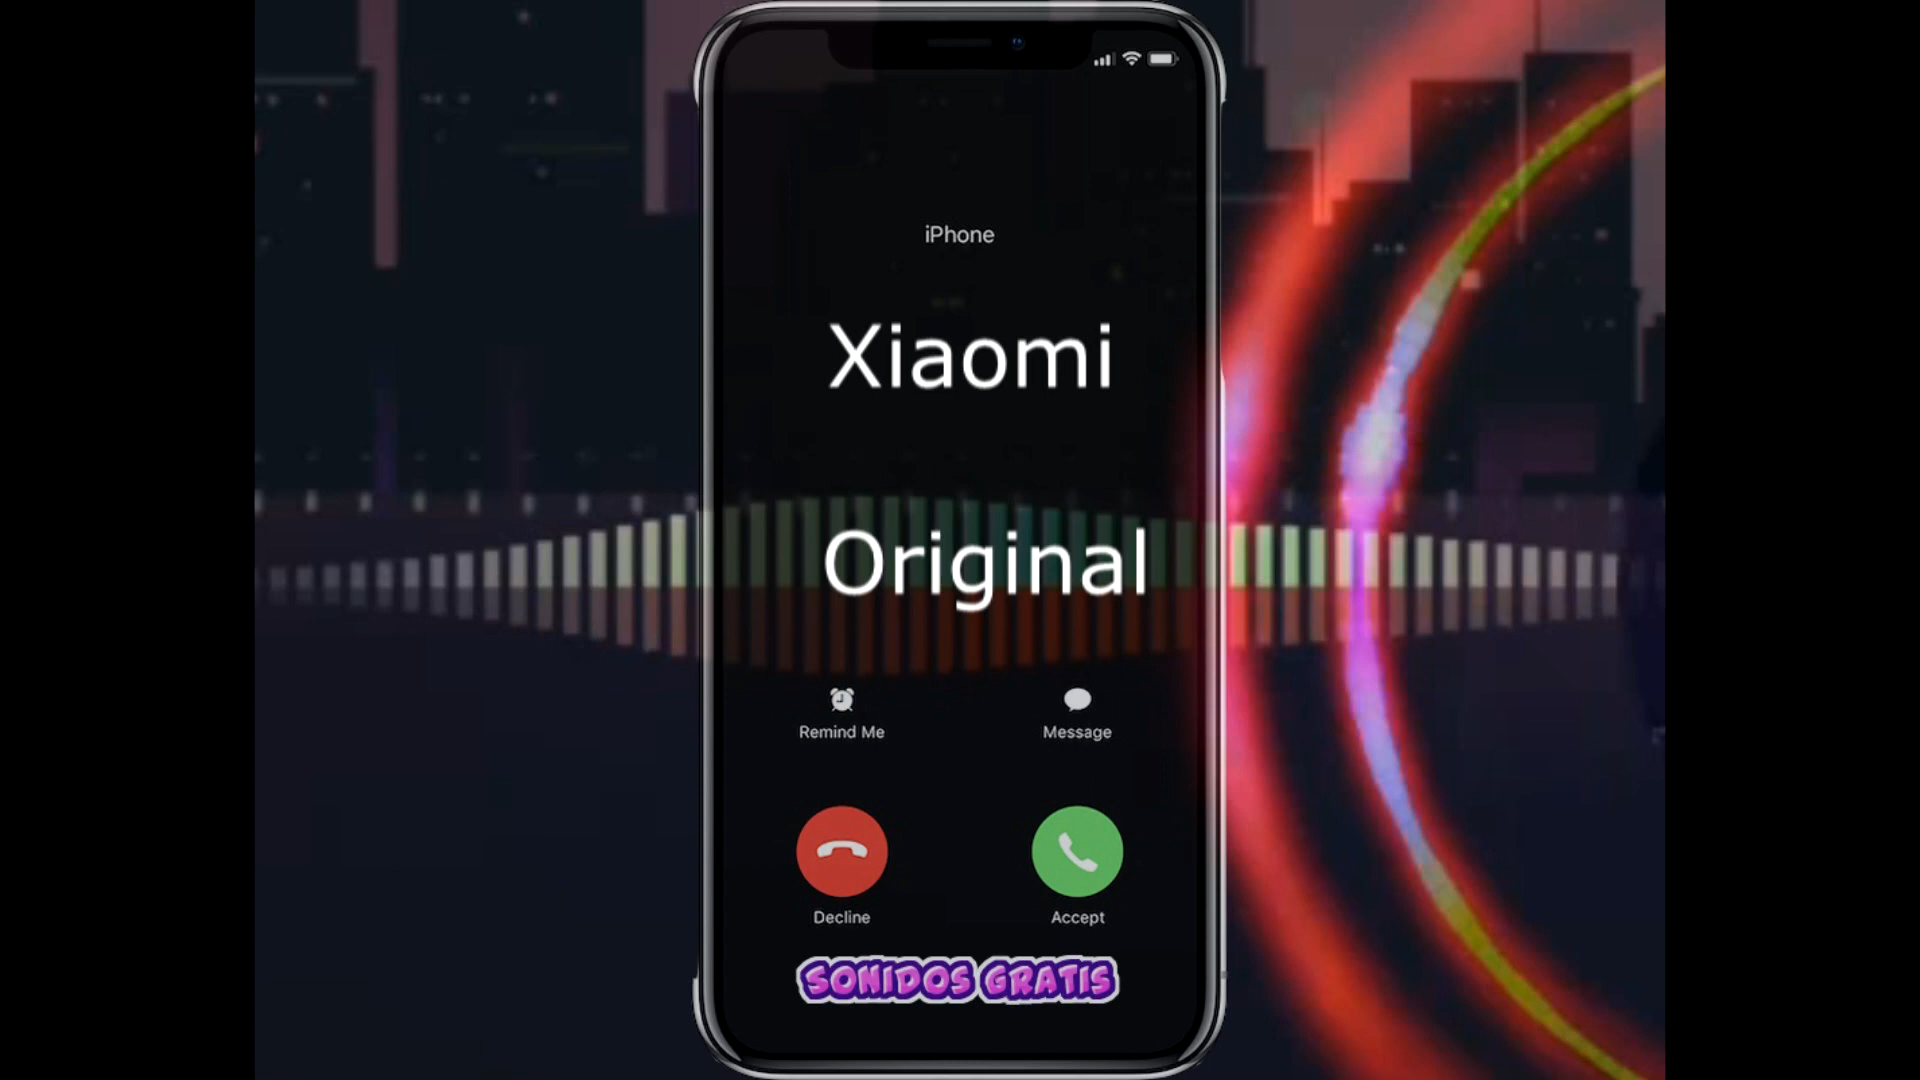 iPhone
Xiaomi
Original
Remind Me
Message
Decline
Accept
SONIDOS GRATIS